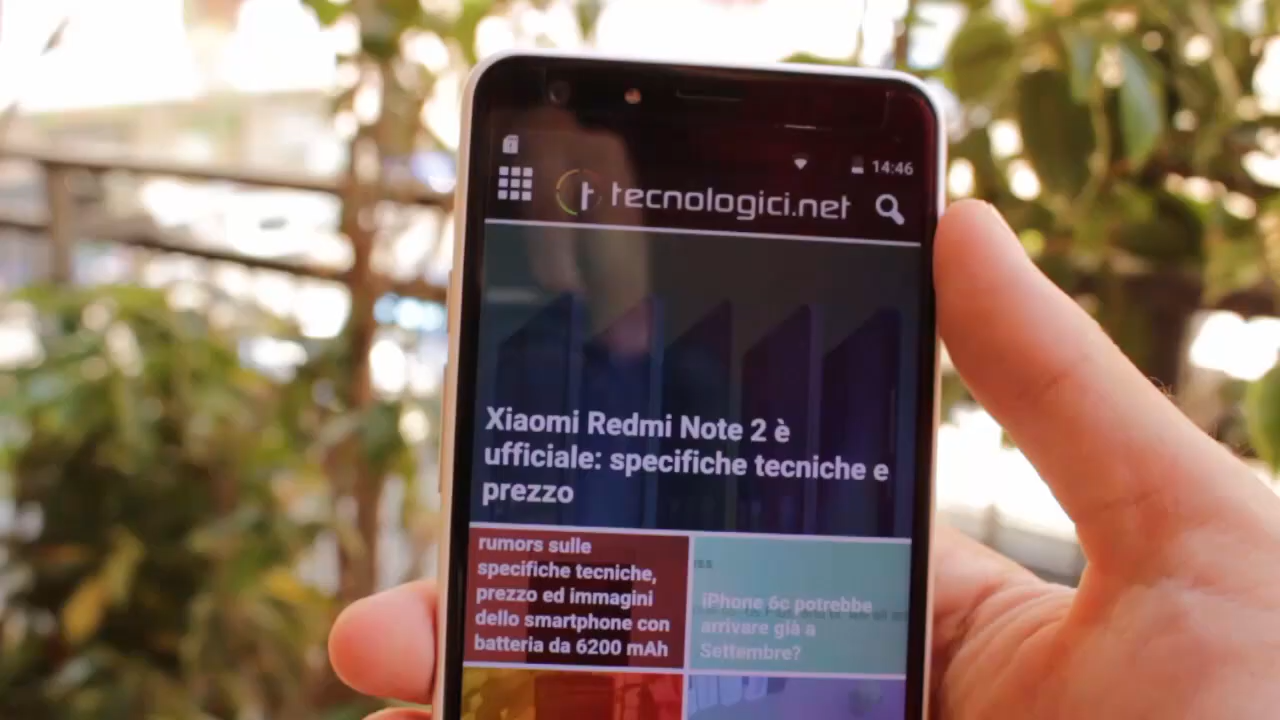 14:46
tecnologici.net
Xiaomi Redmi Note 2 è
ufficiale: specifiche tecniche e
prezzo
rumors sulle
specifiche tecniche,
prezzo ed immagini
dello smartphone con
batteria da 6200 mAh
iPhone 6c potrebbe
arrivare già a
Settembre?